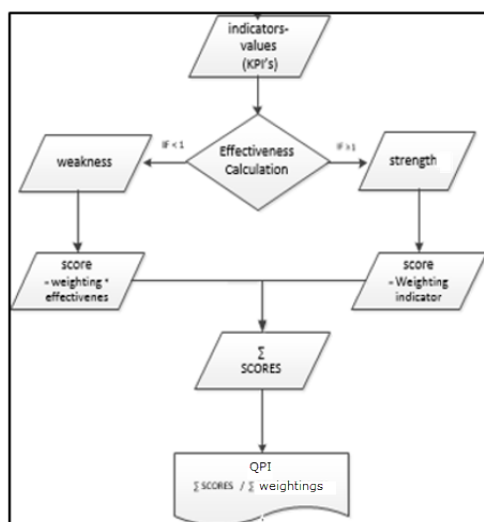 indicators-
values
(KPI's)
Effectiveness
Calculation
IF < 1
IF ≥ 1
weakness
strength
score
= weighting *
effectivenes
score
= Weighting
indicator
∑
SCORES
QPI
∑ SCORES / ∑ weightings